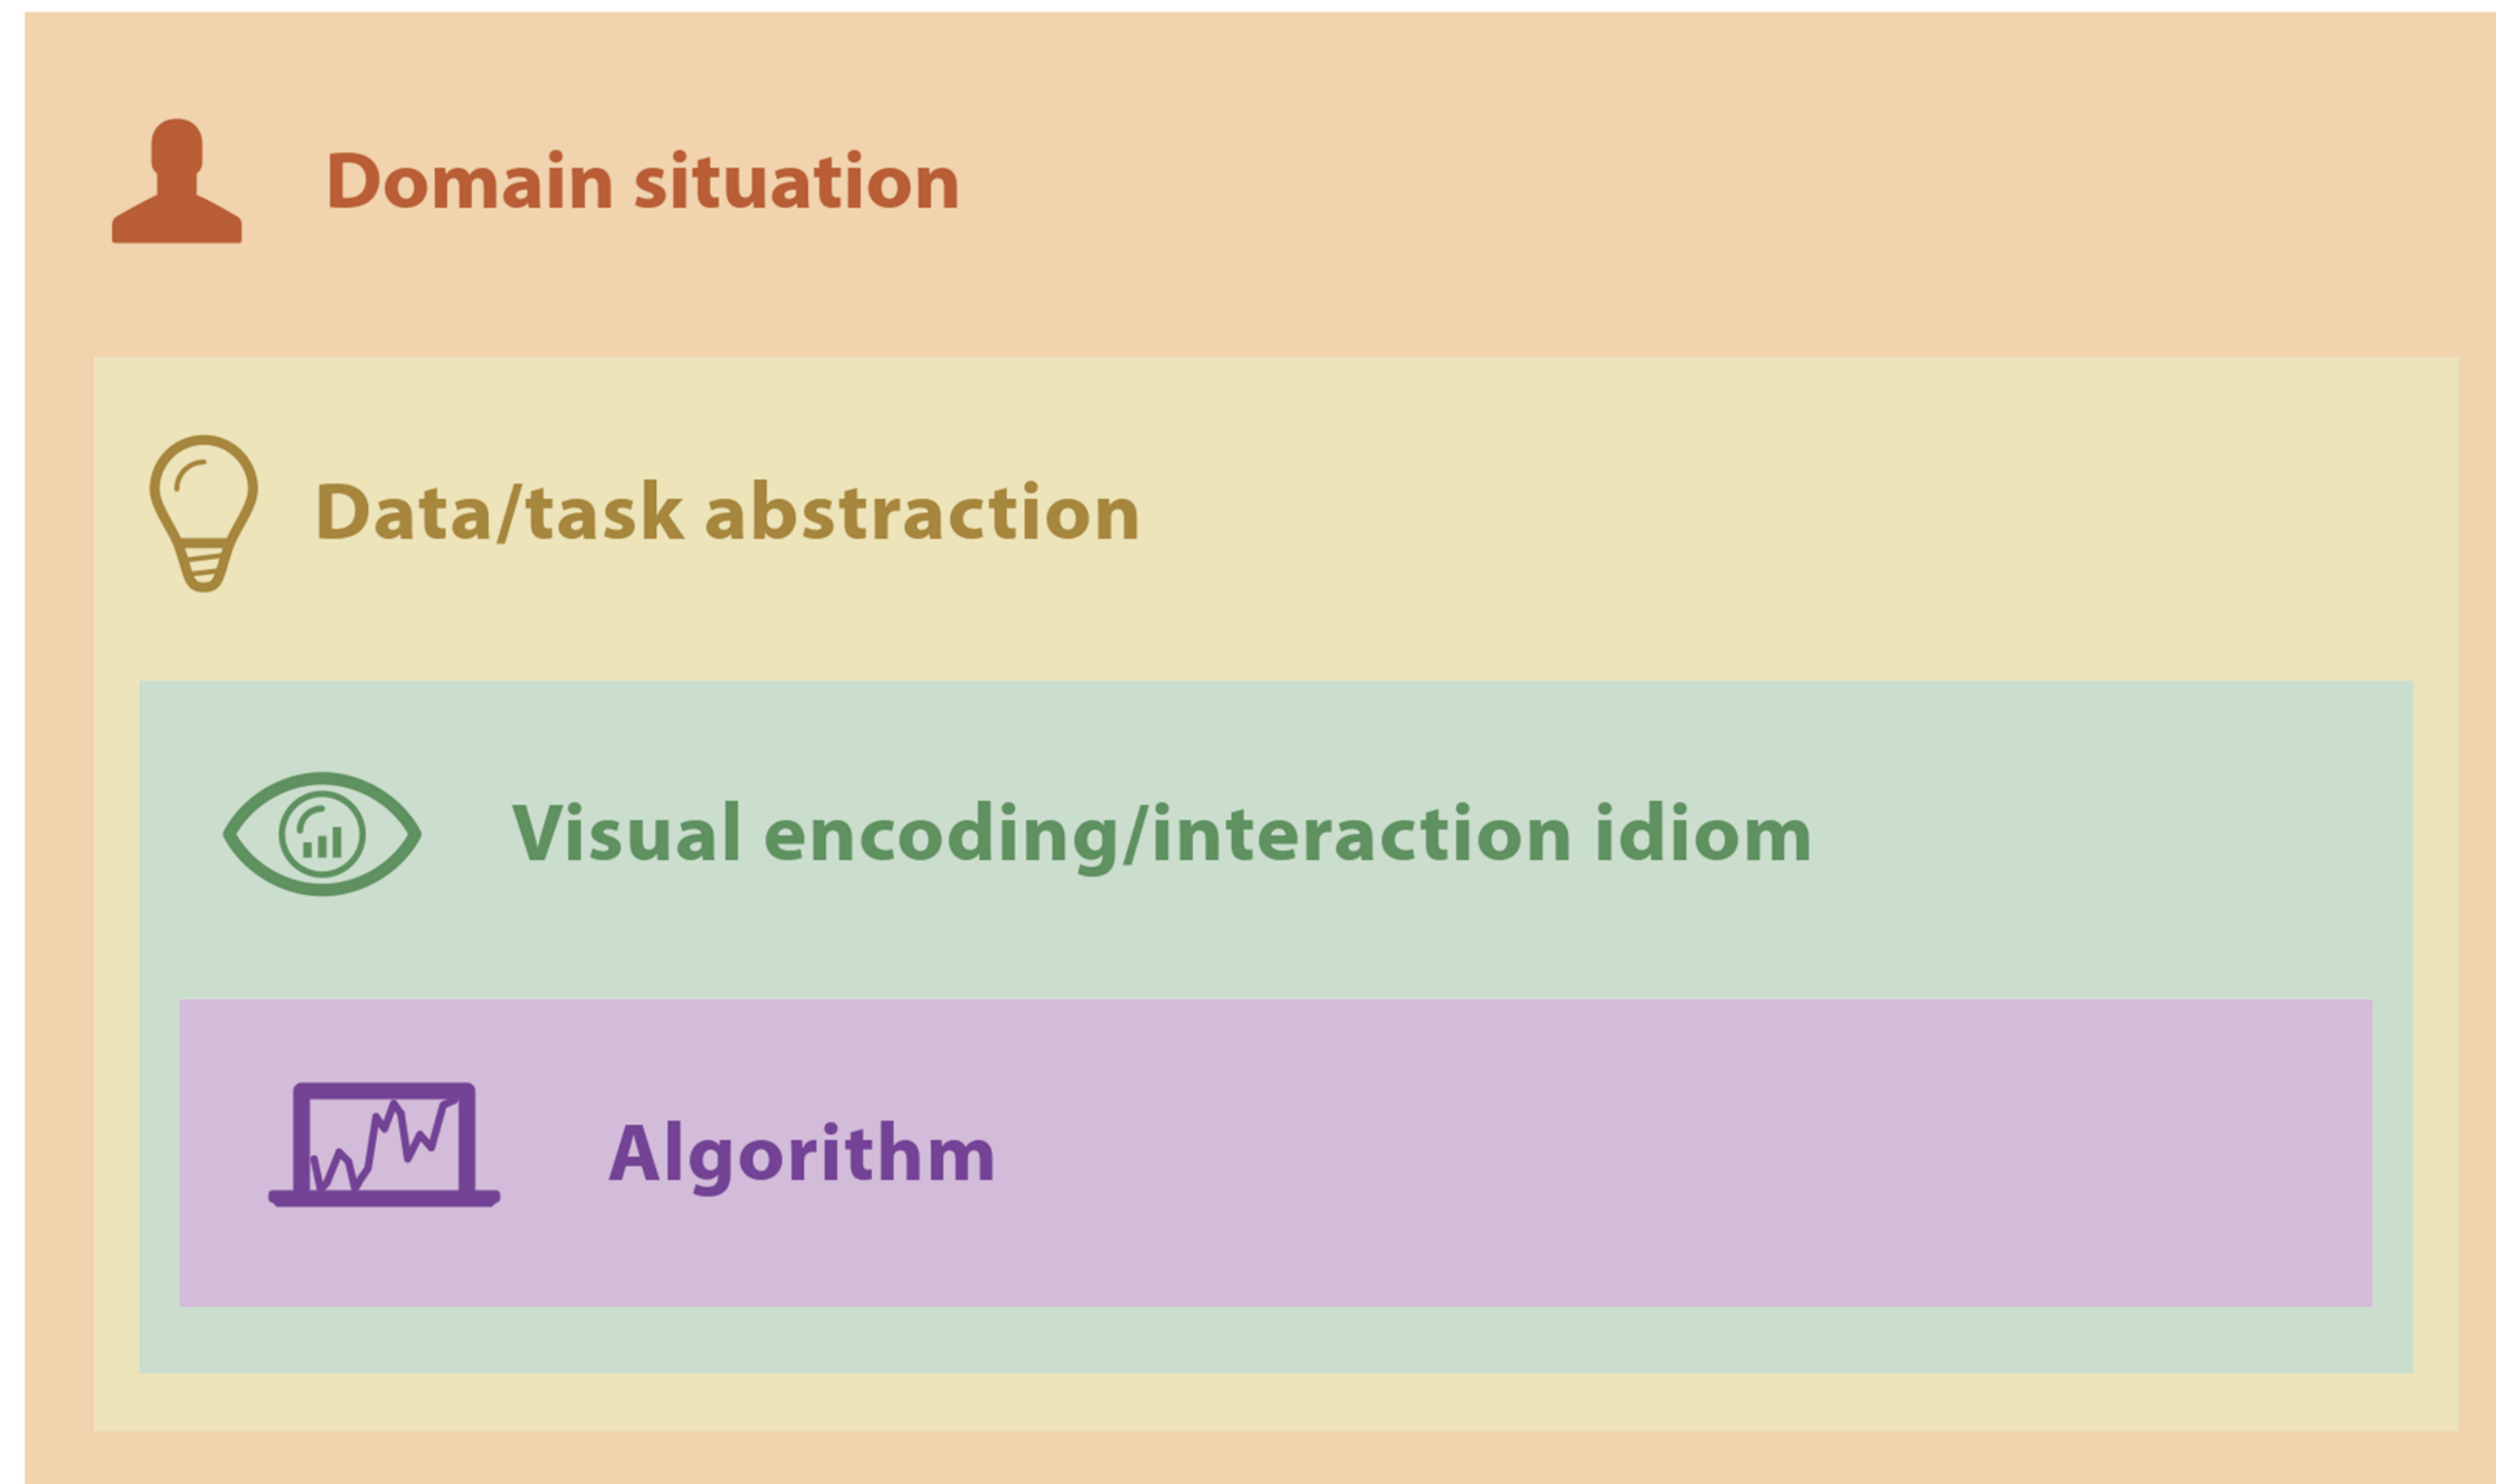 Domain situation
Data/task abstraction
Visual encoding/interaction idiom
Algorithm